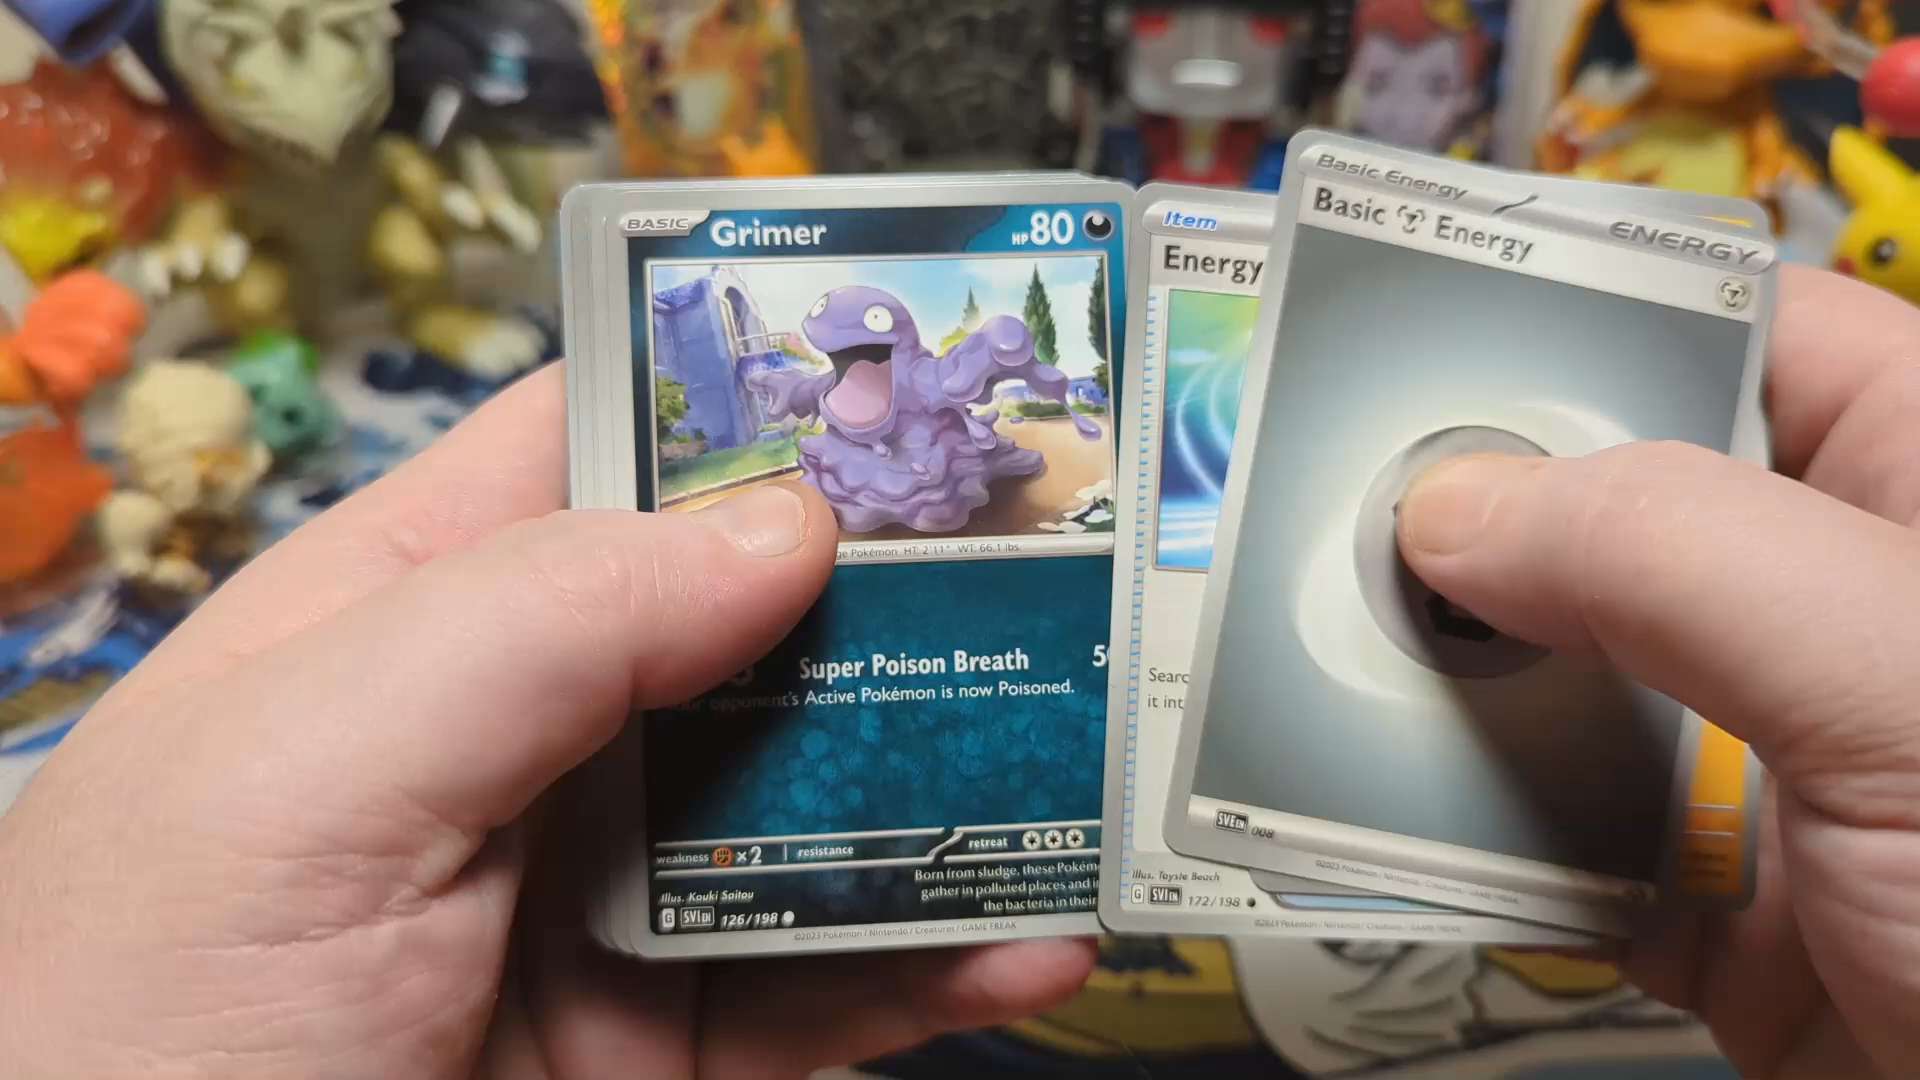 BASIC Grimer HP 80
ge Pokémon HT: 2'11" WT: 66.1 lbs.
Super Poison Breath 5
opponent's Active Pokémon is now Poisoned.
weakness ×2 resistance retreat
Born from sludge, these Pokém
gather in polluted places and i
the bacteria in their
Illus. Kouki Saitou
G SVI EN 126/198
©2023 Pokémon / Nintendo / Creatures / GAME FREAK
Item
Energy
Searc
it int
Illus. Toyste Beach
G SVI EN 172/198
©2023 Pokémon / Nintendo / Creatures / GAME FREAK
Basic Energy ENERGY
Basic Energy
SVE EN 008
©2023 Pokémon / Nintendo / Creatures / GAME FREAK